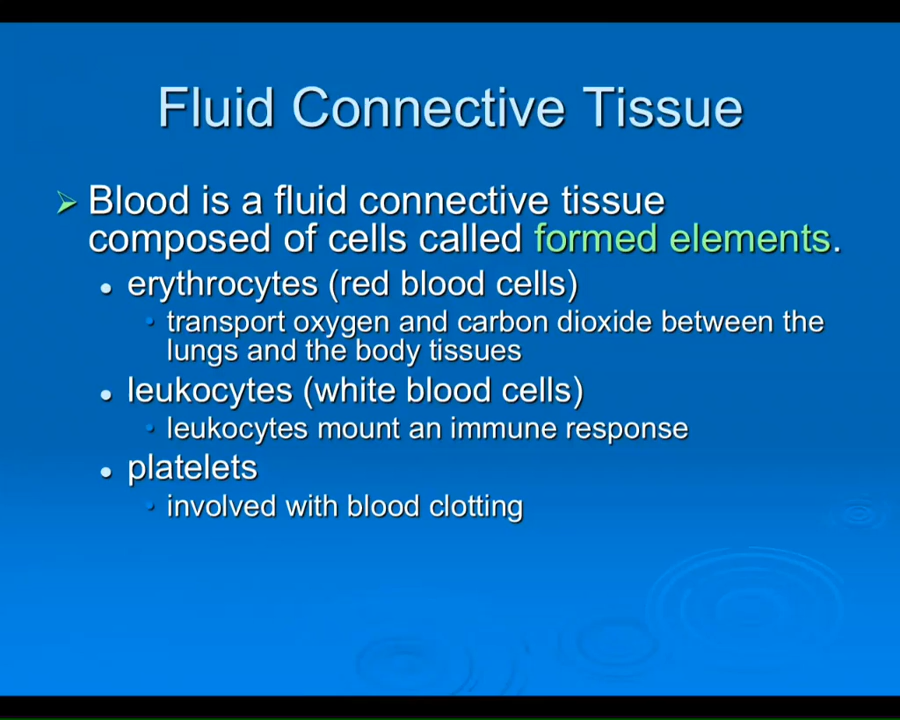 Fluid Connective Tissue
Blood is a fluid connective tissue
composed of cells called formed elements.
erythrocytes (red blood cells)
transport oxygen and carbon dioxide between the
lungs and the body tissues
leukocytes (white blood cells)
leukocytes mount an immune response
platelets
involved with blood clotting